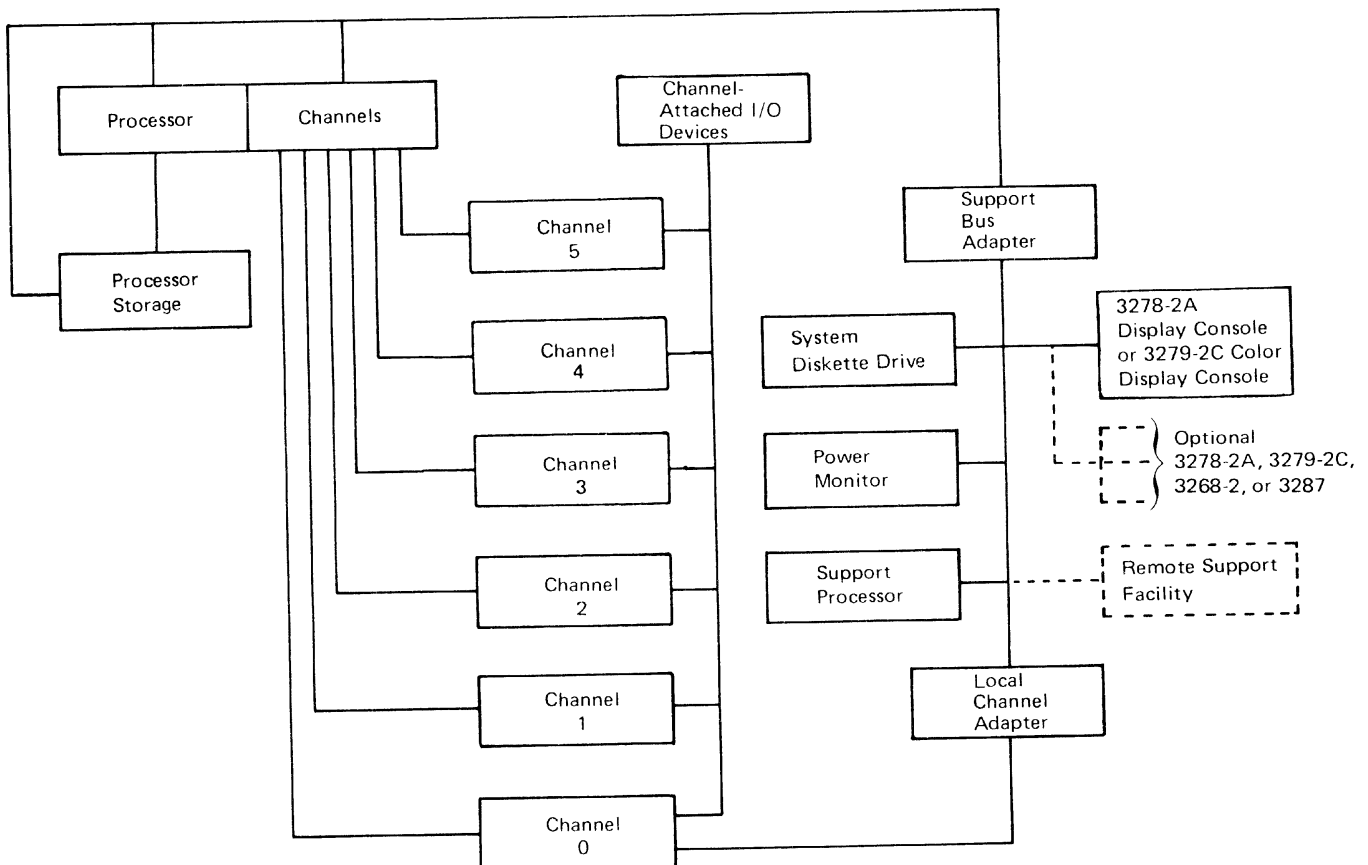 Processor
Channels
Channel-
Attached I/O
Devices
Processor
Storage
Channel
5
Channel
4
Channel
3
Channel
2
Channel
1
Channel
0
Support
Bus
Adapter
System
Diskette Drive
3278-2A
Display Console
or 3279-2C Color
Display Console
Power
Monitor
Optional
3278-2A, 3279-2C,
3268-2, or 3287
Support
Processor
Remote Support
Facility
Local
Channel
Adapter